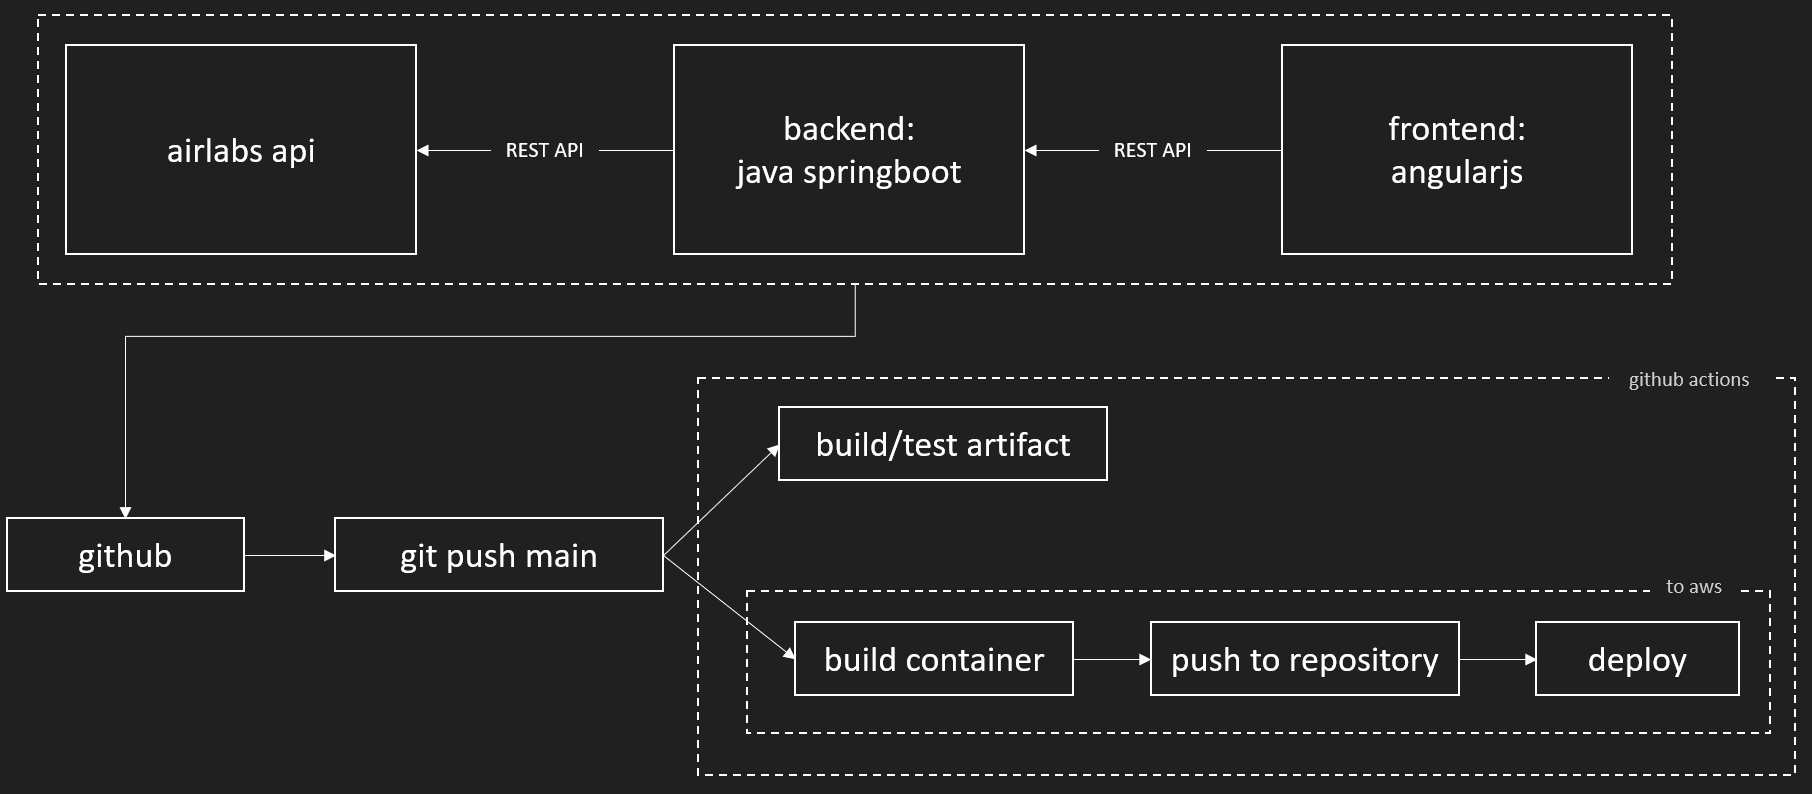 airlabs api
REST API
backend:
java springboot
REST API
frontend:
angularjs
github actions
build/test artifact
github
git push main
to aws
build container
push to repository
deploy